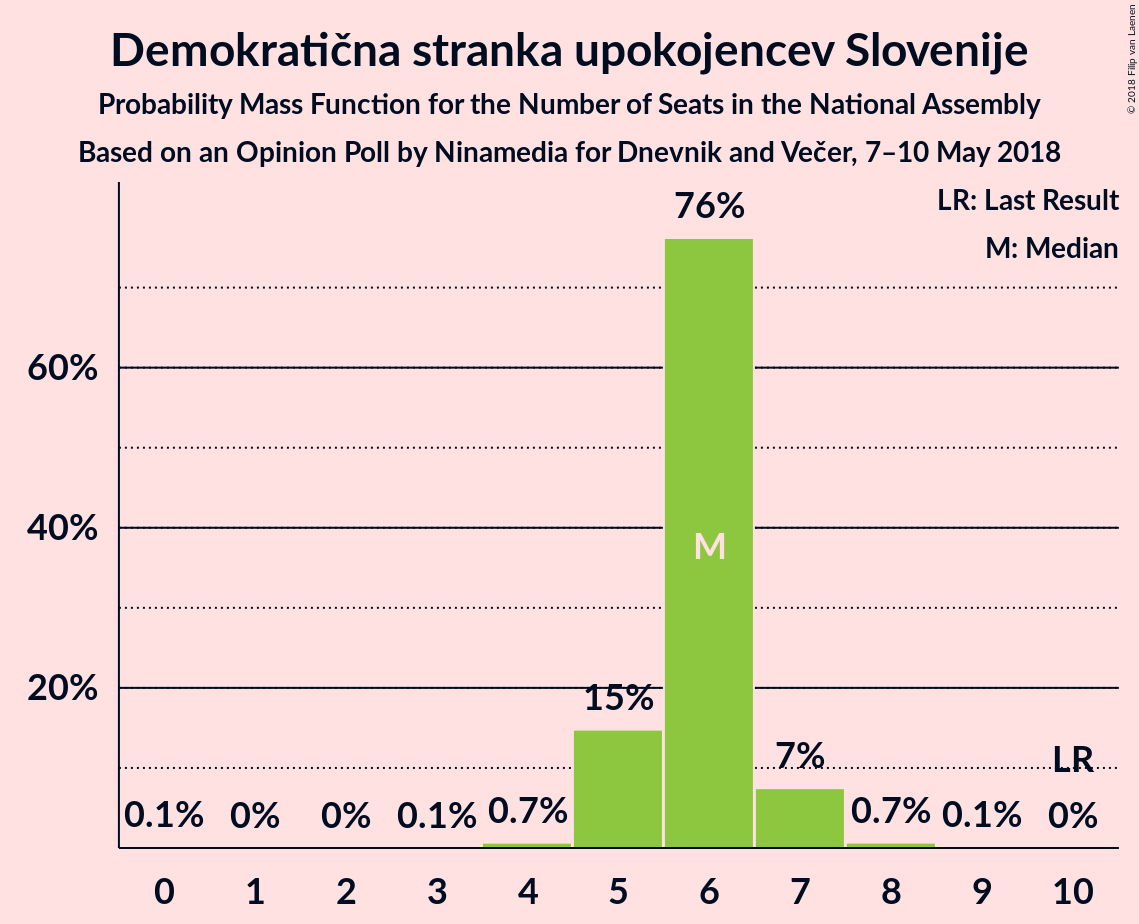 Demokratična stranka upokojencev Slovenije
Probability Mass Function for the Number of Seats in the National Assembly
Based on an Opinion Poll by Ninamedia for Dnevnik and Večer, 7–10 May 2018
© 2018 Filip van Laenen
LR: Last Result
M: Median
76%
60%
40%
M
20%
15%
7%
LR
0.1% 0% 0% 0.1% 0.7% 0.7% 0.1% 0%
0 1 2 3 4 5 6 7 8 9 10